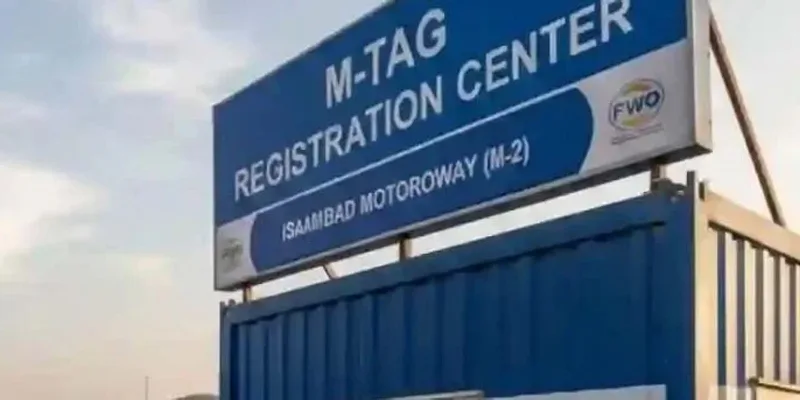 M-TAG
REGISTRATION CENTER
FWO
ISAAMBAD MOTOROWAY (M-2)